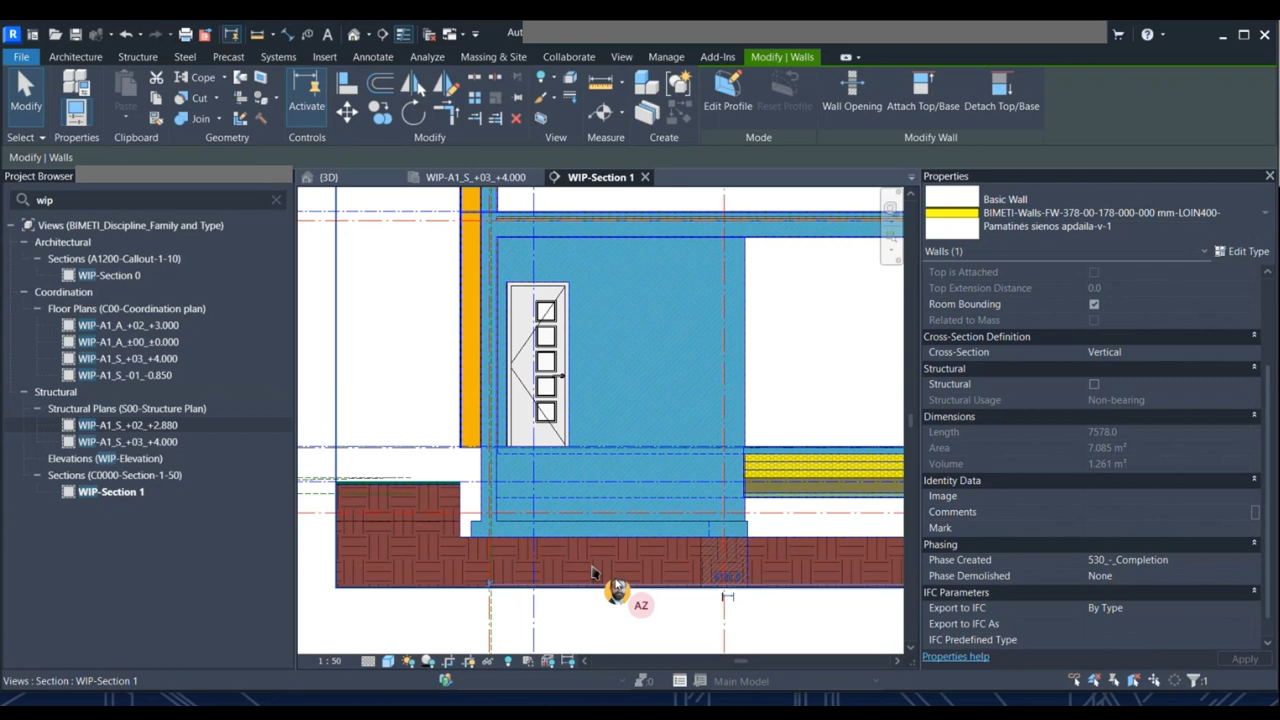 R
A
Aut
File
Architecture
Structure
Steel
Precast
Systems
Insert
Annotate
Analyze
Massing & Site
Collaborate
View
Manage
Add-Ins
Modify | Walls
Modify
Properties
Paste
Cope
Cut
Join
Activate
Edit Profile
Reset Profile
Wall Opening
Attach Top/Base
Detach Top/Base
Select
Properties
Clipboard
Geometry
Controls
Modify
View
Measure
Create
Mode
Modify Wall
Modify | Walls
Project Browser
wip
Views (BIMETI_Discipline_Family and Type)
Architectural
Sections (A1200-Callout-1-10)
WIP-Section 0
Coordination
Floor Plans (C00-Coordination plan)
WIP-A1_A_+02_+3.000
WIP-A1_A_±00_±0.000
WIP-A1_S_+03_+4.000
WIP-A1_S_-01_-0.850
Structural
Structural Plans (S00-Structure Plan)
WIP-A1_S_+02_+2.880
WIP-A1_S_+03_+4.000
Elevations (WIP-Elevation)
Sections (C0000-Section-1-50)
WIP-Section 1
{3D}
WIP-A1_S_+03_+4.000
WIP-Section 1
AZ
1 : 50
Properties
Basic Wall
BIMETI-Walls-FW-378-00-178-000-000 mm-LOIN400-
Pamatinės sienos apdaila-v-1
Walls (1)
Edit Type
Top is Attached
Top Extension Distance 0.0
Room Bounding
Related to Mass
Cross-Section Definition
Cross-Section Vertical
Structural
Structural
Structural Usage Non-bearing
Dimensions
Length 7578.0
Area 7.085 m²
Volume 1.261 m³
Identity Data
Image
Comments
Mark
Phasing
Phase Created 530_-_Completion
Phase Demolished None
IFC Parameters
Export to IFC By Type
Export to IFC As
IFC Predefined Type
Properties help
Apply
Views : Section : WIP-Section 1
:0
Main Model
:1